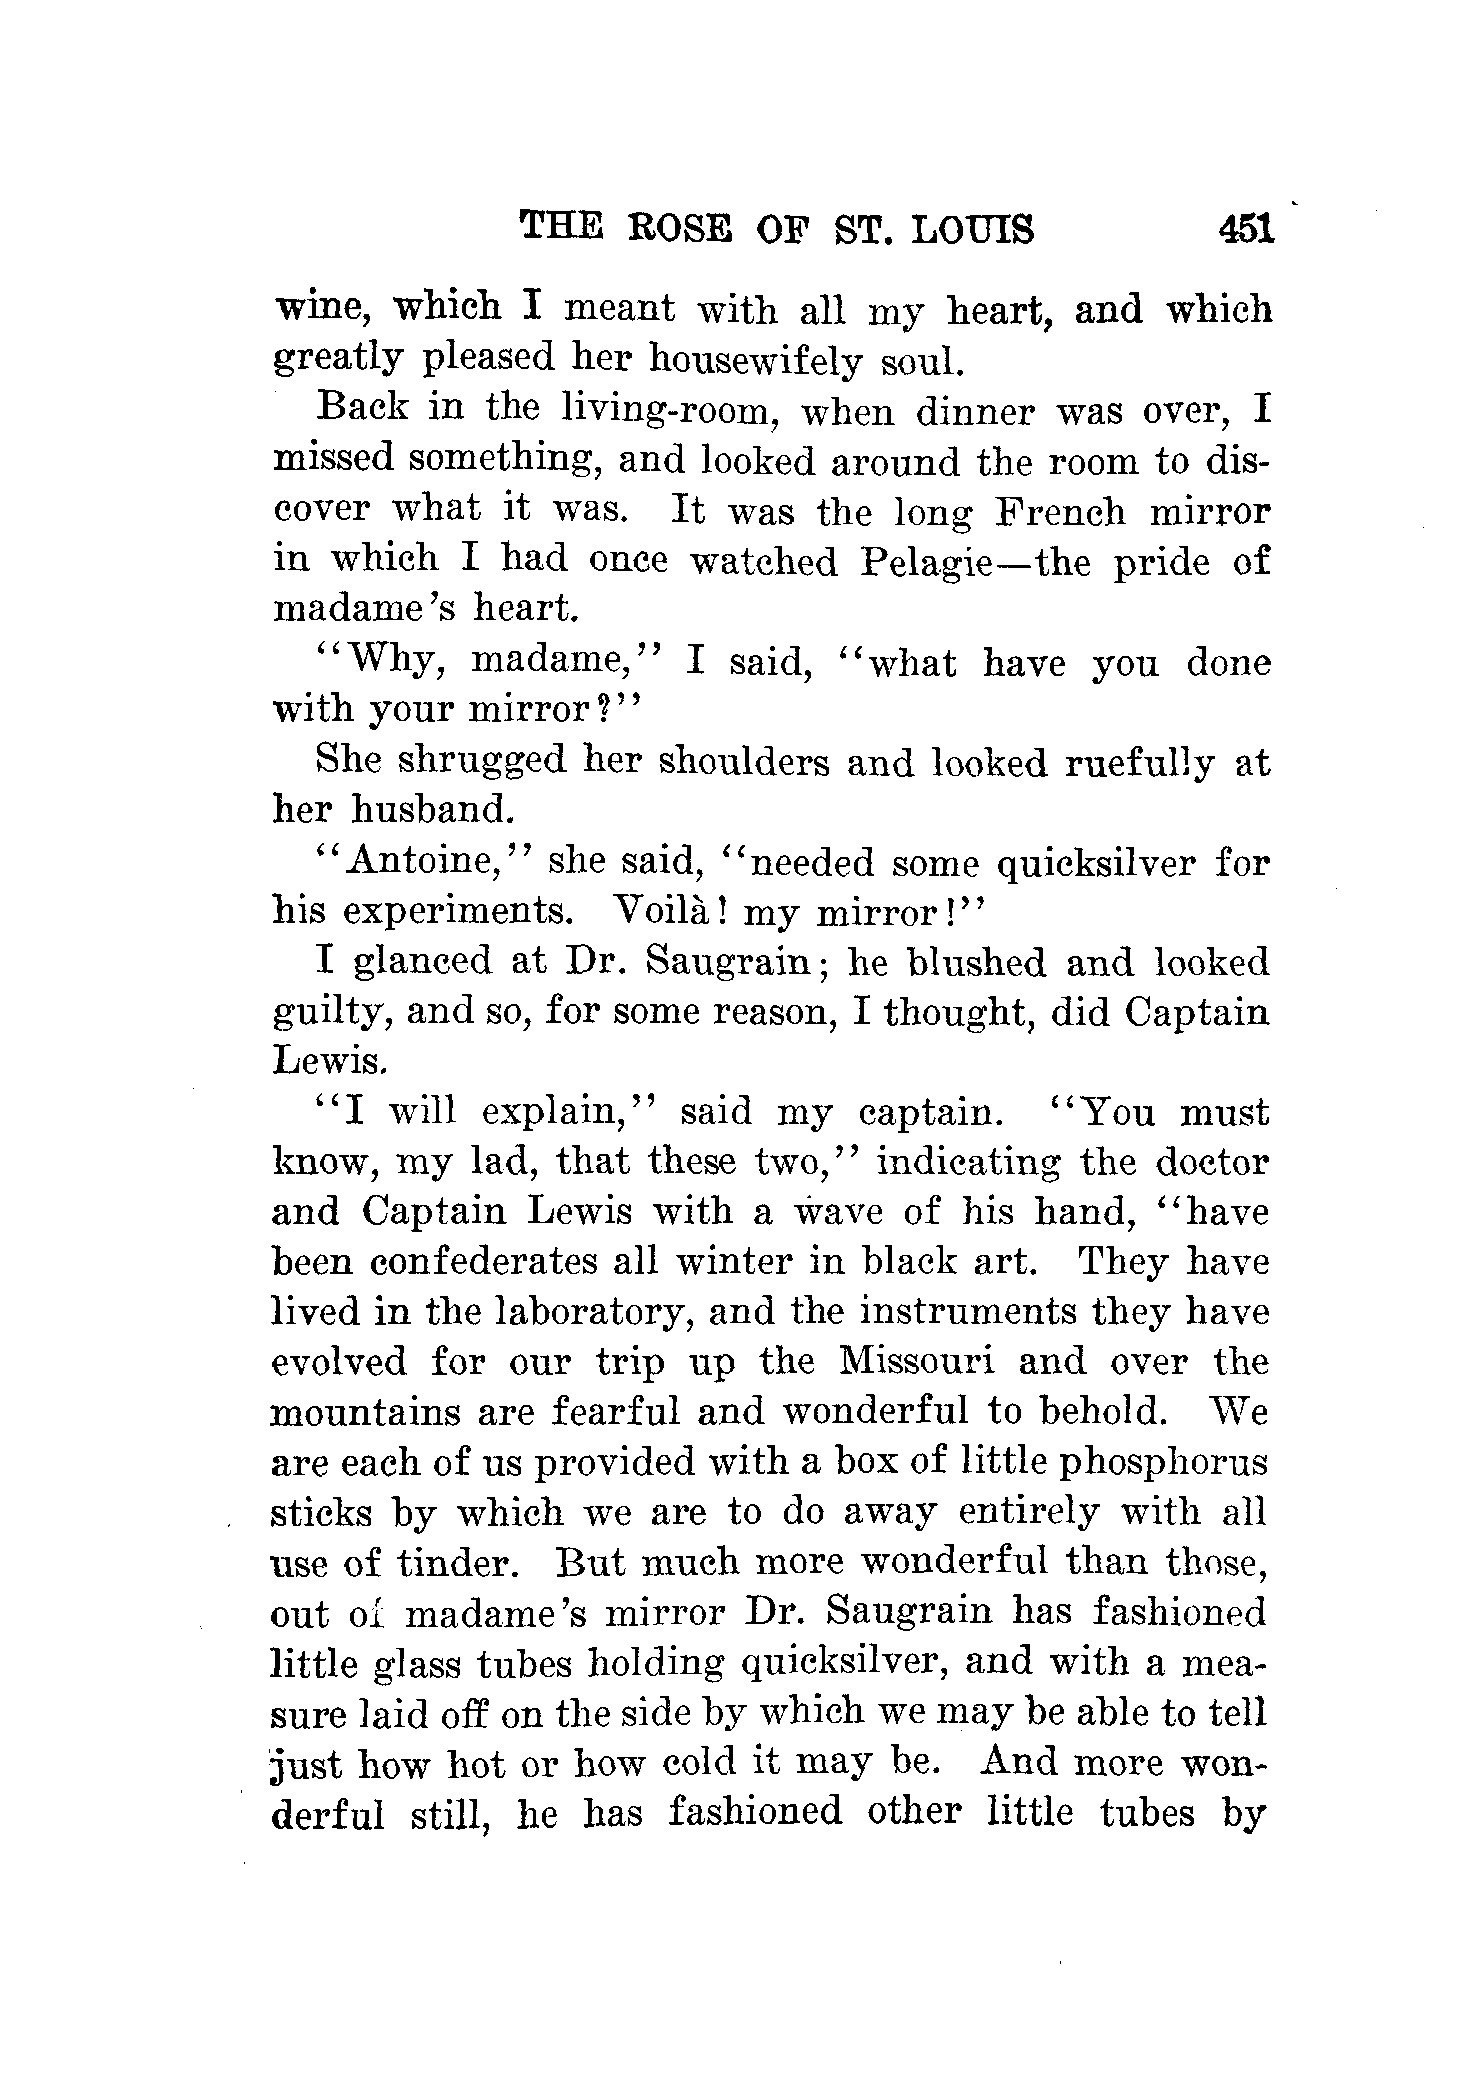 THE ROSE OF ST. LOUIS 451
wine, which I meant with all my heart, and which
greatly pleased her housewifely soul.
Back in the living-room, when dinner was over, I
missed something, and looked around the room to dis-
cover what it was. It was the long French mirror
in which I had once watched Pelagie—the pride of
madame's heart.
"Why, madame," I said, "what have you done
with your mirror?"
She shrugged her shoulders and looked ruefully at
her husband.
"Antoine," she said, "needed some quicksilver for
his experiments. Voilà! my mirror!"
I glanced at Dr. Saugrain; he blushed and looked
guilty, and so, for some reason, I thought, did Captain
Lewis.
"I will explain," said my captain. "You must
know, my lad, that these two," indicating the doctor
and Captain Lewis with a wave of his hand, "have
been confederates all winter in black art. They have
lived in the laboratory, and the instruments they have
evolved for our trip up the Missouri and over the
mountains are fearful and wonderful to behold. We
are each of us provided with a box of little phosphorus
sticks by which we are to do away entirely with all
use of tinder. But much more wonderful than those,
out of madame's mirror Dr. Saugrain has fashioned
little glass tubes holding quicksilver, and with a mea-
sure laid off on the side by which we may be able to tell
just how hot or how cold it may be. And more won-
derful still, he has fashioned other little tubes by